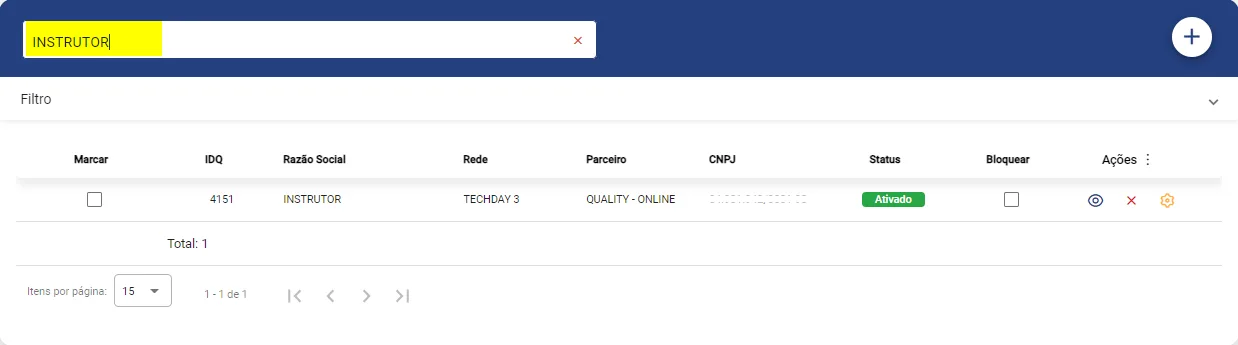 INSTRUTOR
Filtro
Marcar IDQ Razão Social Rede Parceiro CNPJ Status Bloquear Ações
4151 INSTRUTOR TECHDAY 3 QUALITY - ONLINE Ativado
Total: 1
Itens por página: 15 1 - 1 de 1